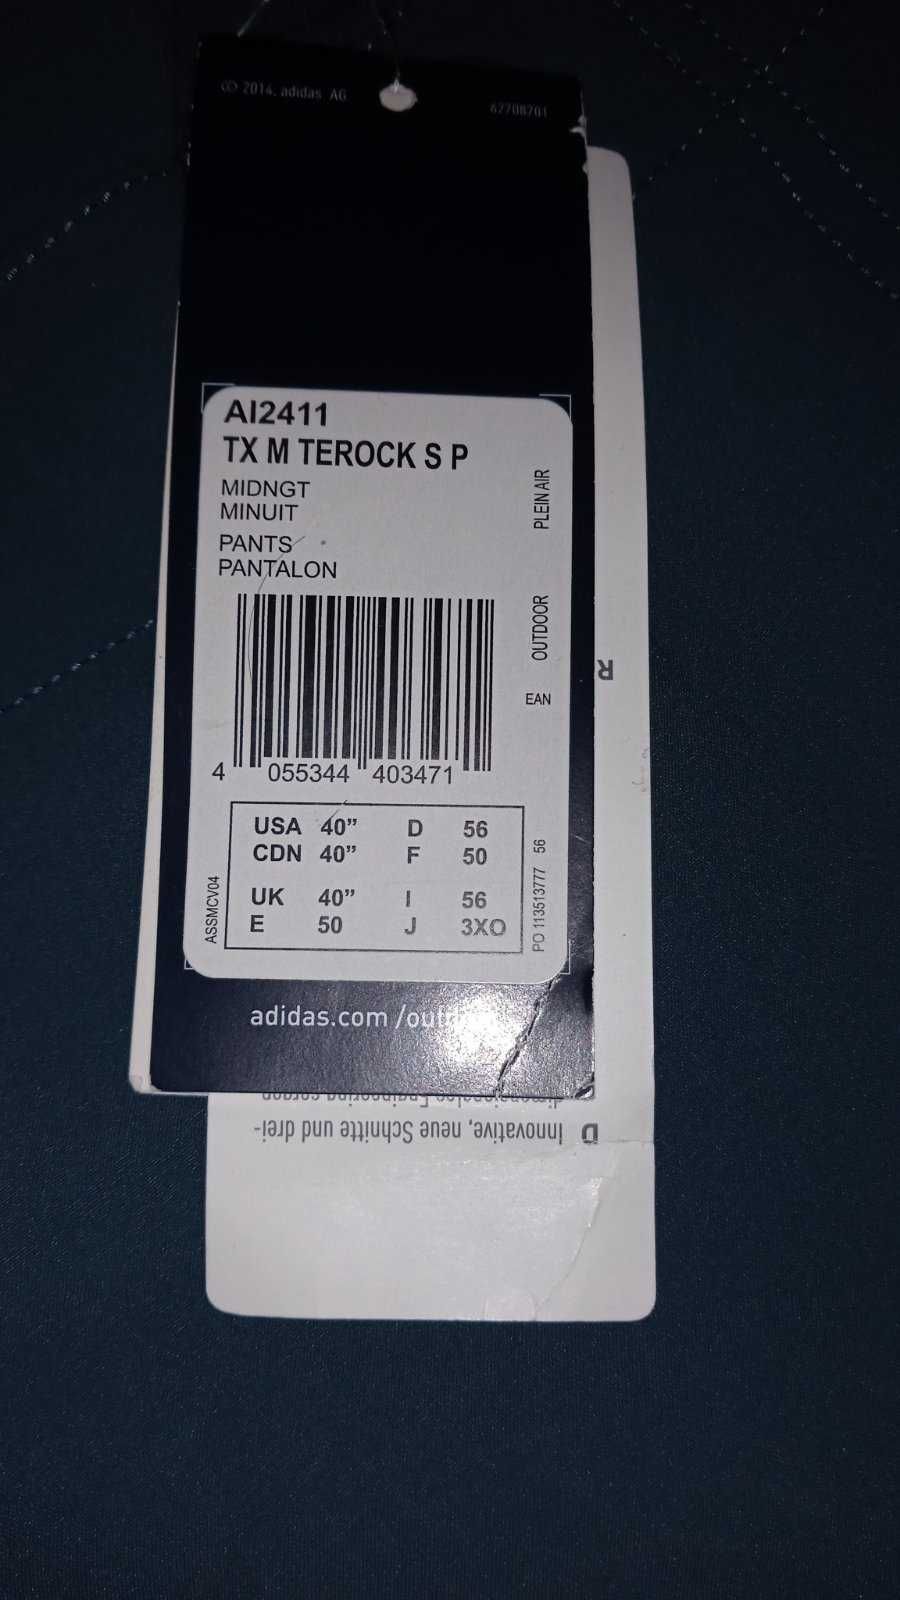 © 2014. adidas AG
62708701
AI2411
TX M TEROCK S P
MIDNGT
MINUIT
PANTS
PANTALON
PLEIN AIR
OUTDOOR
EAN
4 055344 403471
USA 40” D 56
CDN 40” F 50
UK 40” I 56
E 50 J 3XO
ASSMCV04
PO 113513777 56
adidas.com /outdoor
R
D Innovative, neue Schnitte und drei-